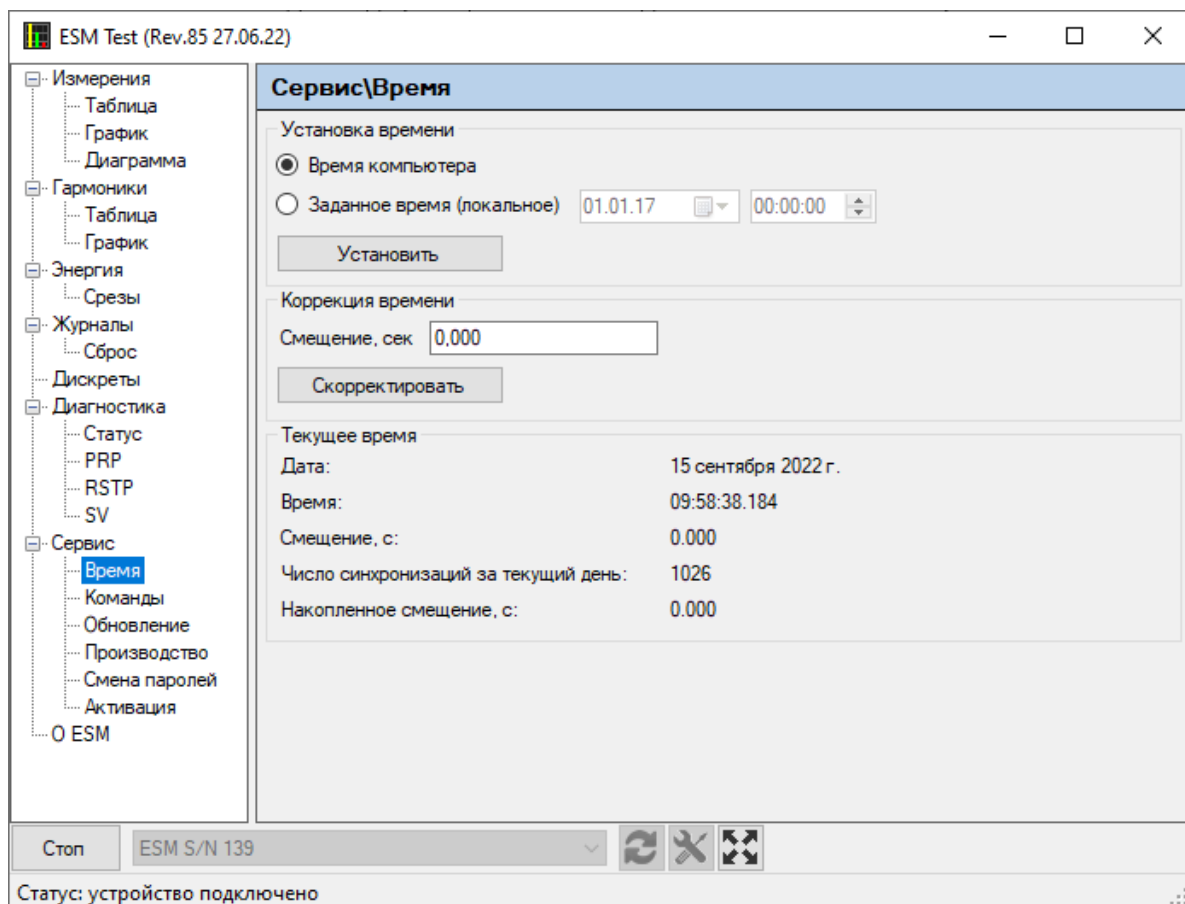 ESM Test (Rev.85 27.06.22)
Измерения
Таблица
График
Диаграмма
Гармоники
Таблица
График
Энергия
Срезы
Журналы
Сброс
Дискреты
Диагностика
Статус
PRP
RSTP
SV
Сервис
Время
Команды
Обновление
Производство
Смена паролей
Активация
О ESM
Сервис\Время
Установка времени
Время компьютера
Заданное время (локальное) 01.01.17 00:00:00
Установить
Коррекция времени
Смещение, сек 0,000
Скорректировать
Текущее время
Дата: 15 сентября 2022 г.
Время: 09:58:38.184
Смещение, с: 0.000
Число синхронизаций за текущий день: 1026
Накопленное смещение, с: 0.000
Стоп ESM S/N 139
Статус: устройство подключено